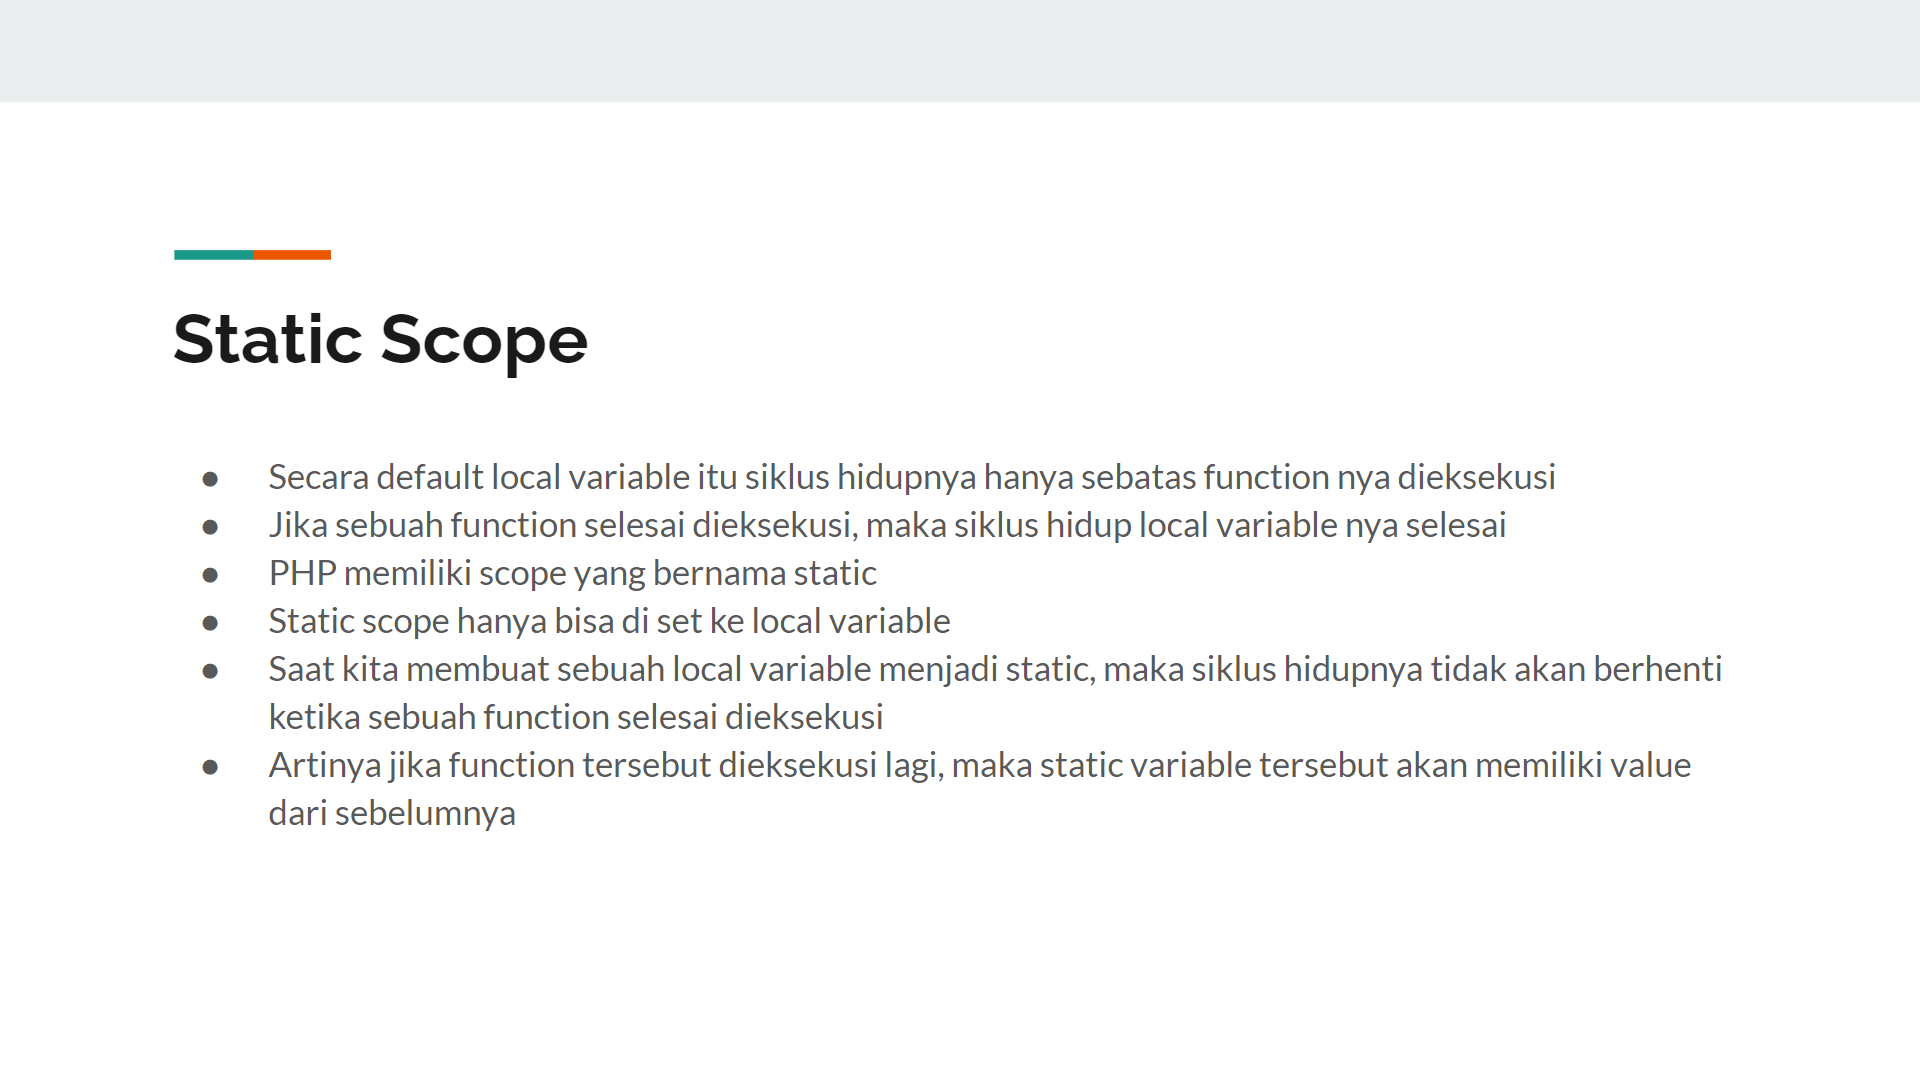 Static Scope
● Secara default local variable itu siklus hidupnya hanya sebatas function nya dieksekusi
● Jika sebuah function selesai dieksekusi, maka siklus hidup local variable nya selesai
● PHP memiliki scope yang bernama static
● Static scope hanya bisa di set ke local variable
● Saat kita membuat sebuah local variable menjadi static, maka siklus hidupnya tidak akan berhenti
ketika sebuah function selesai dieksekusi
● Artinya jika function tersebut dieksekusi lagi, maka static variable tersebut akan memiliki value
dari sebelumnya